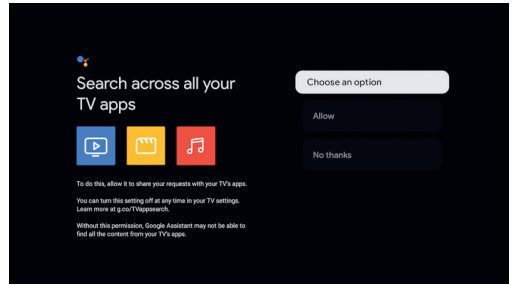 Search across all your
TV apps
To do this, allow it to share your requests with your TV's apps.
You can turn this setting off at any time in your TV settings.
Learn more at g.co/TVappsearch.
Without this permission, Google Assistant may not be able to
find all the content from your TV's apps.
Choose an option
Allow
No thanks